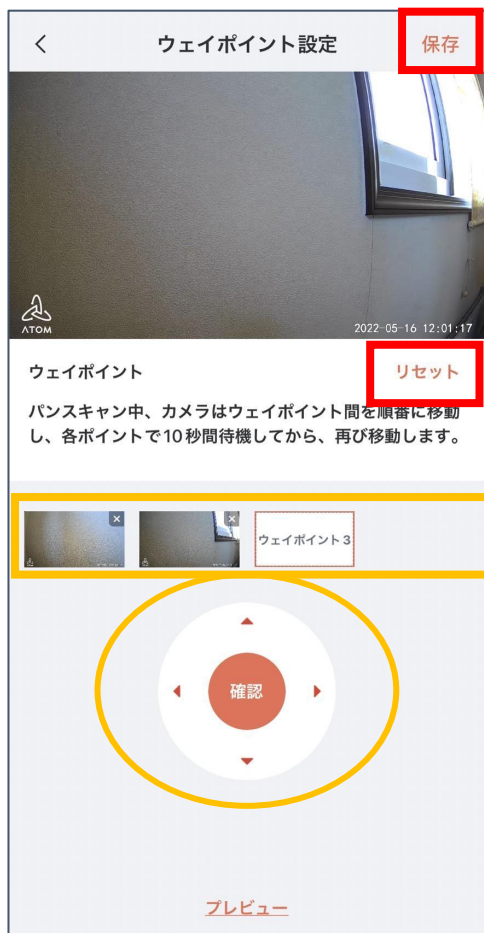 ウェイポイント設定
保存
ATOM
2022-05-16 12:01:17
ウェイポイント
リセット
パンスキャン中、カメラはウェイポイント間を順番に移動
し、各ポイントで10秒間待機してから、再び移動します。
ウェイポイント3
確認
プレビュー